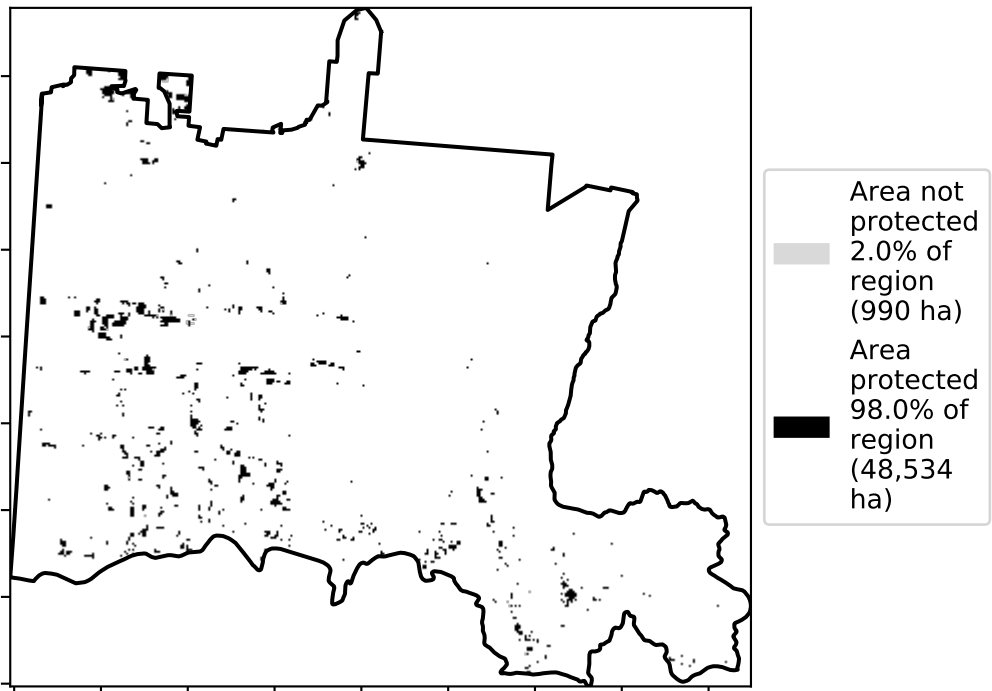 Area not
protected
2.0% of
region
(990 ha)
Area
protected
98.0% of
region
(48,534
ha)